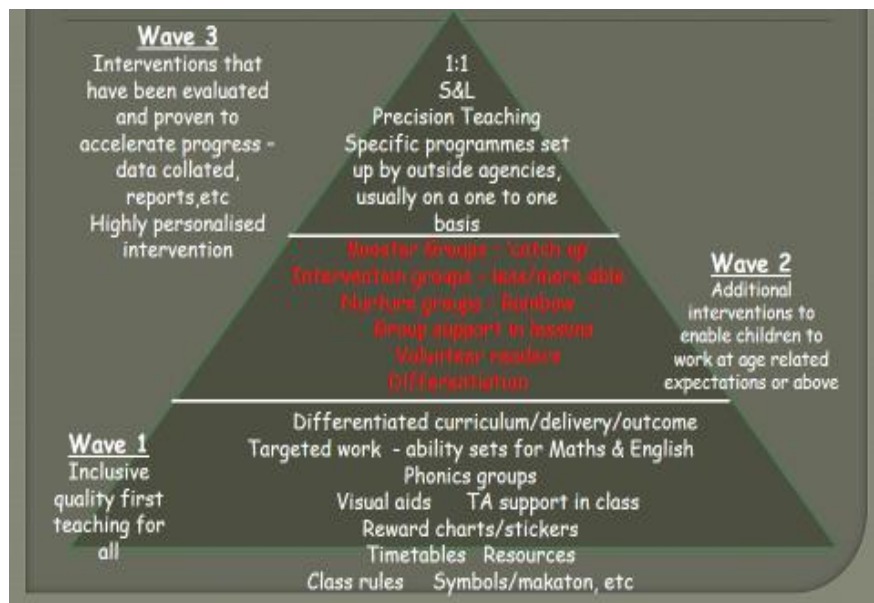 Wave 3
Interventions that
have been evaluated
and proven to
accelerate progress –
data collated,
reports,etc
Highly personalised
intervention
1:1
S&L
Precision Teaching
Specific programmes set
up by outside agencies,
usually on a one to one
basis
Booster Groups – 'catch up'
Intervention groups – less/more able
Nurture groups – Rainbow
Group support in lessons
Volunteer readers
Differentiation
Wave 2
Additional
interventions to
enable children to
work at age related
expectations or above
Wave 1
Inclusive
quality first
teaching for
all
Differentiated curriculum/delivery/outcome
Targeted work – ability sets for Maths & English
Phonics groups
Visual aids TA support in class
Reward charts/stickers
Timetables Resources
Class rules Symbols/makaton, etc